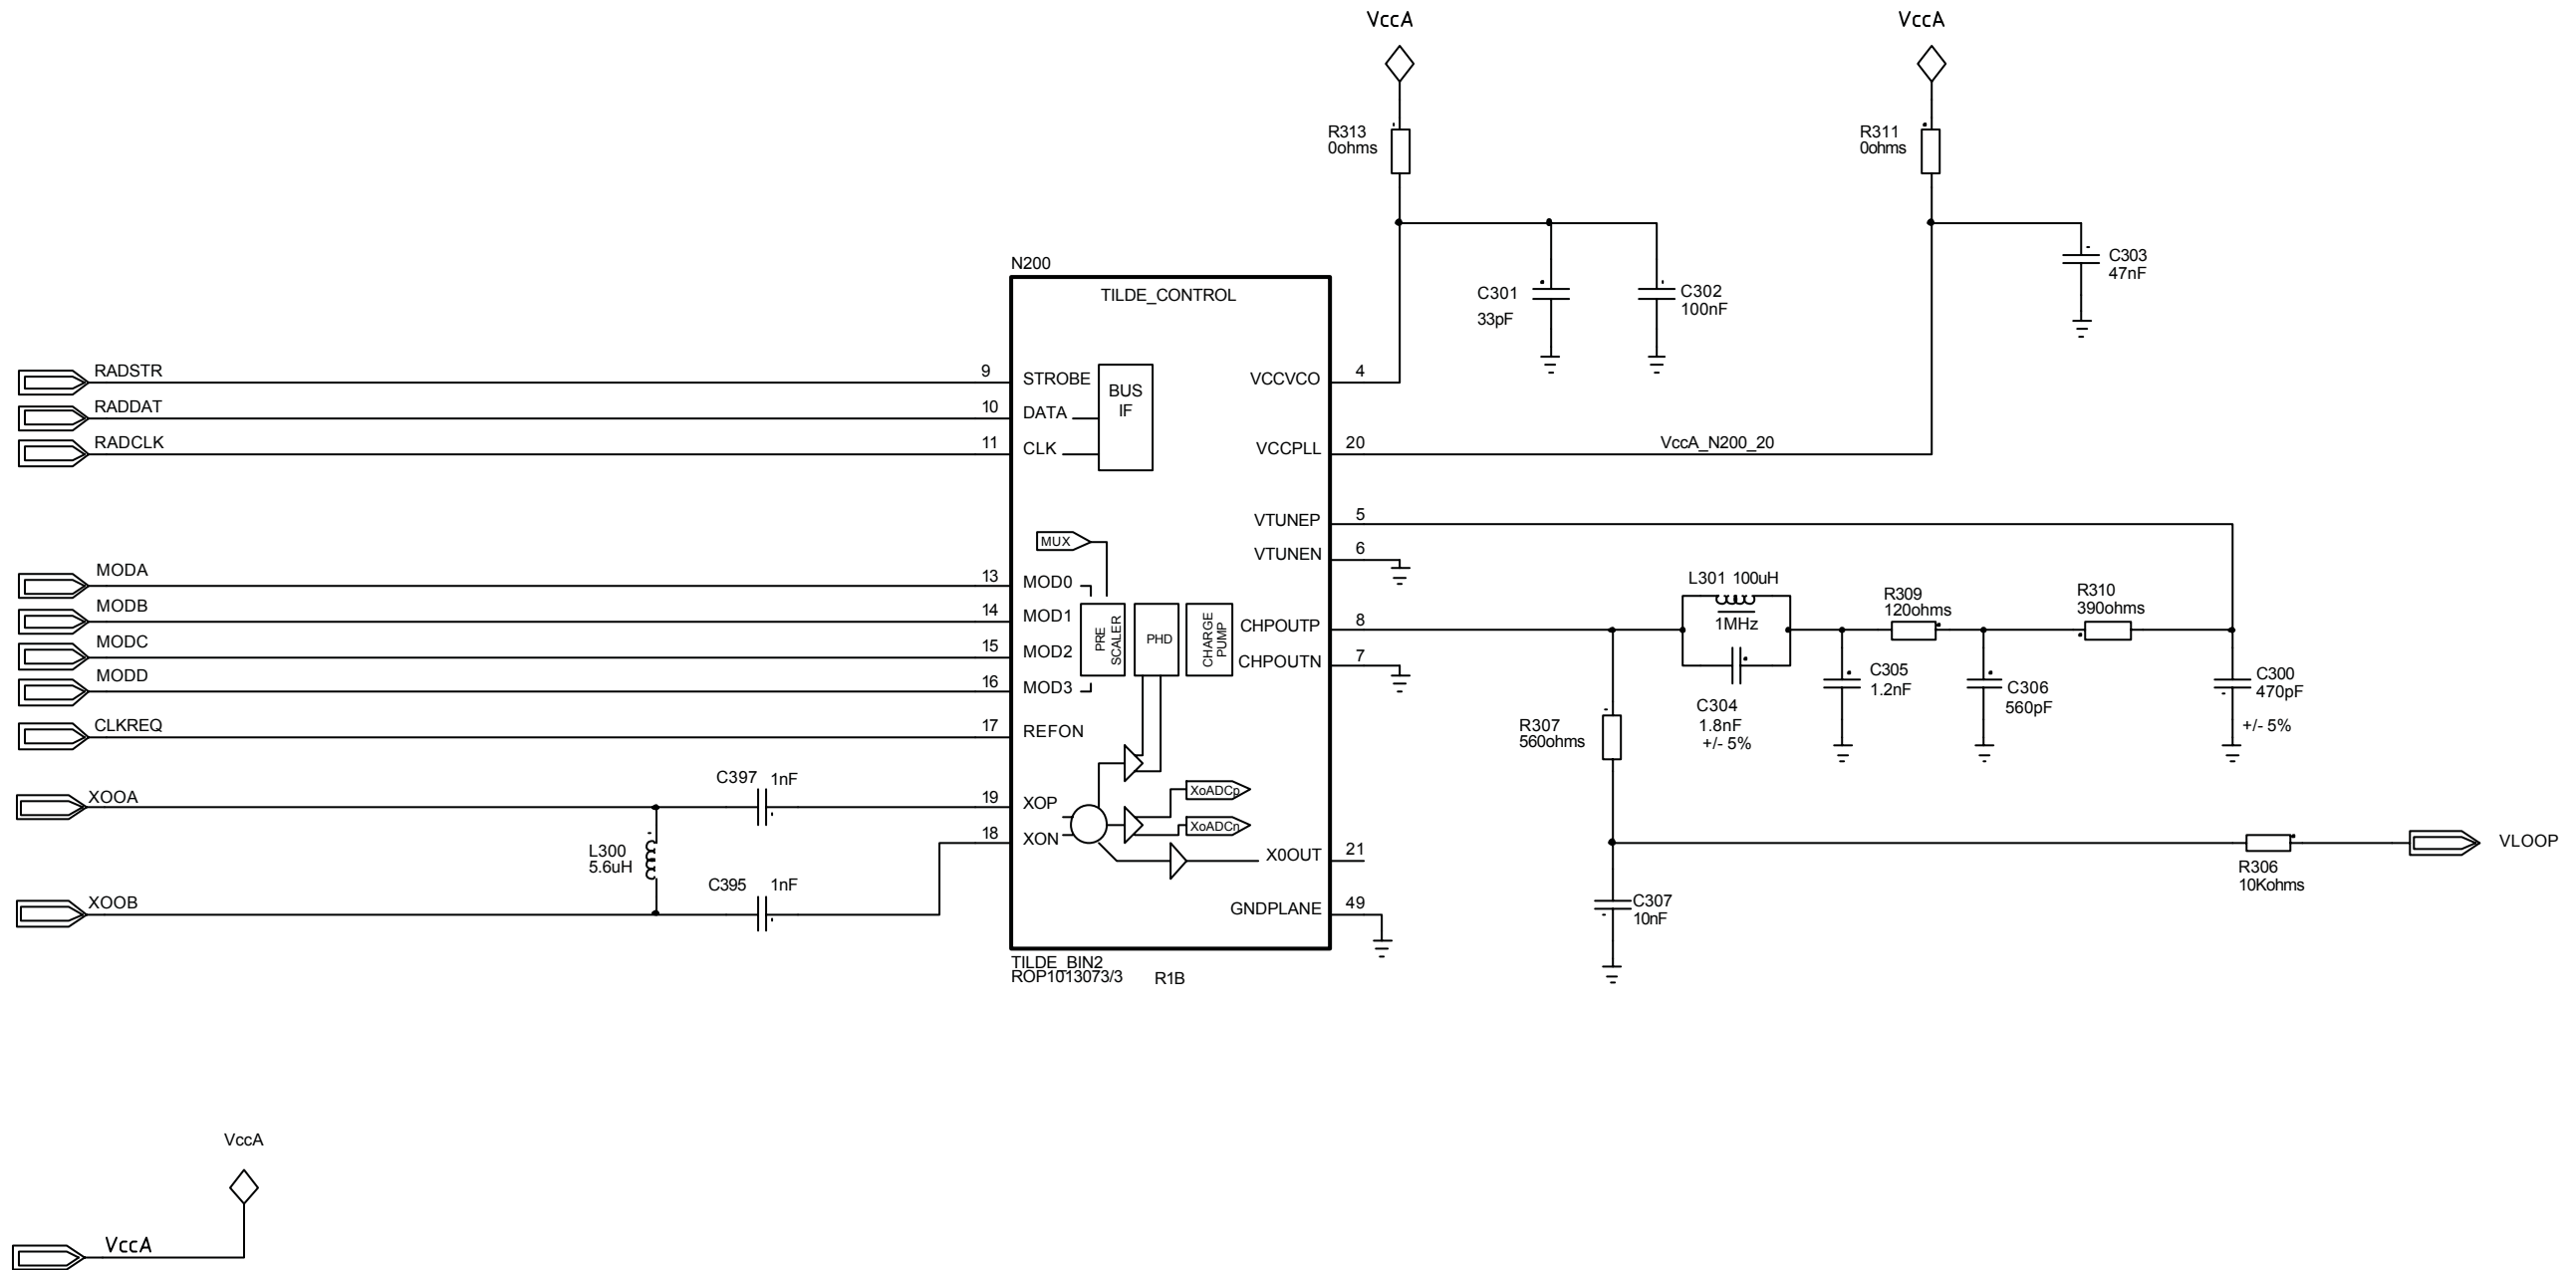 VccA
VccA
R313
0ohms
R311
0ohms
C303
47nF
N200
TILDE_CONTROL
C301
33pF
C302
100nF
RADSTR
9
STROBE
BUS
IF
VCCVCO
4
RADDAT
10
DATA
RADCLK
11
CLK
VCCPLL
20
VccA_N200_20
VTUNEP
5
MUX
VTUNEN
6
MODA
13
MOD0
L301 100uH
1MHz
R309
120ohms
R310
390ohms
MODB
14
MOD1
PRE
SCALER
PHD
CHARGE
PUMP
CHPOUTP
8
MODC
15
MOD2
CHPOUTN
7
MODD
16
MOD3
C305
1.2nF
C306
560pF
C300
470pF
+/- 5%
C304
1.8nF
+/- 5%
R307
560ohms
CLKREQ
17
REFON
C397 1nF
XOOA
19
XOP
XoADCp
18
XON
XoADCn
L300
5.6uH
X0OUT
21
VLOOP
R306
10Kohms
C395 1nF
XOOB
GNDPLANE
49
C307
10nF
TILDE_BIN2
ROP1013073/3
R1B
VccA
VccA